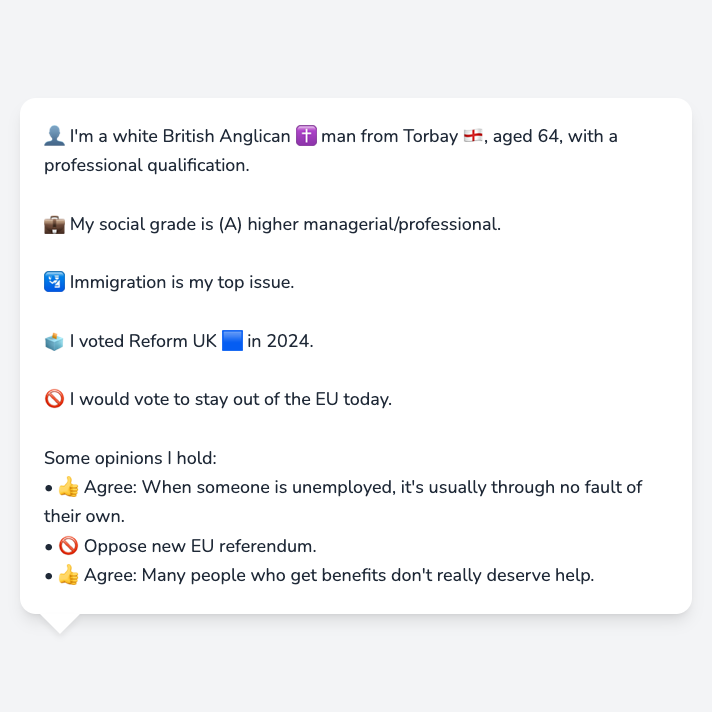 👤 I'm a white British Anglican ✝️ man from Torbay 🏴󠁧󠁢󠁥󠁮󠁧󠁿, aged 64, with a
professional qualification.
💼 My social grade is (A) higher managerial/professional.
🛂 Immigration is my top issue.
🗳️ I voted Reform UK 🟦 in 2024.
🚫 I would vote to stay out of the EU today.
Some opinions I hold:
• 👍 Agree: When someone is unemployed, it's usually through no fault of
their own.
• 🚫 Oppose new EU referendum.
• 👍 Agree: Many people who get benefits don't really deserve help.